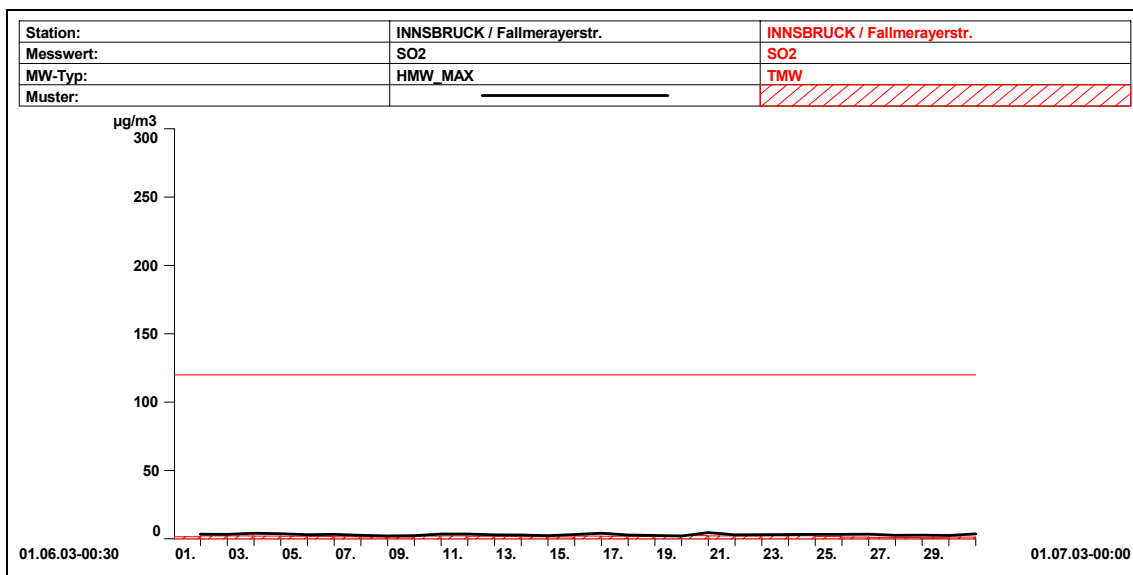 Station: INNSBRUCK / Fallmerayerstr. INNSBRUCK / Fallmerayerstr.
Messwert: SO2 SO2
MW-Typ: HMW_MAX TMW
Muster:
µg/m3
300
250
200
150
100
50
0
01.06.03-00:30 01. 03. 05. 07. 09. 11. 13. 15. 17. 19. 21. 23. 25. 27. 29. 01.07.03-00:00